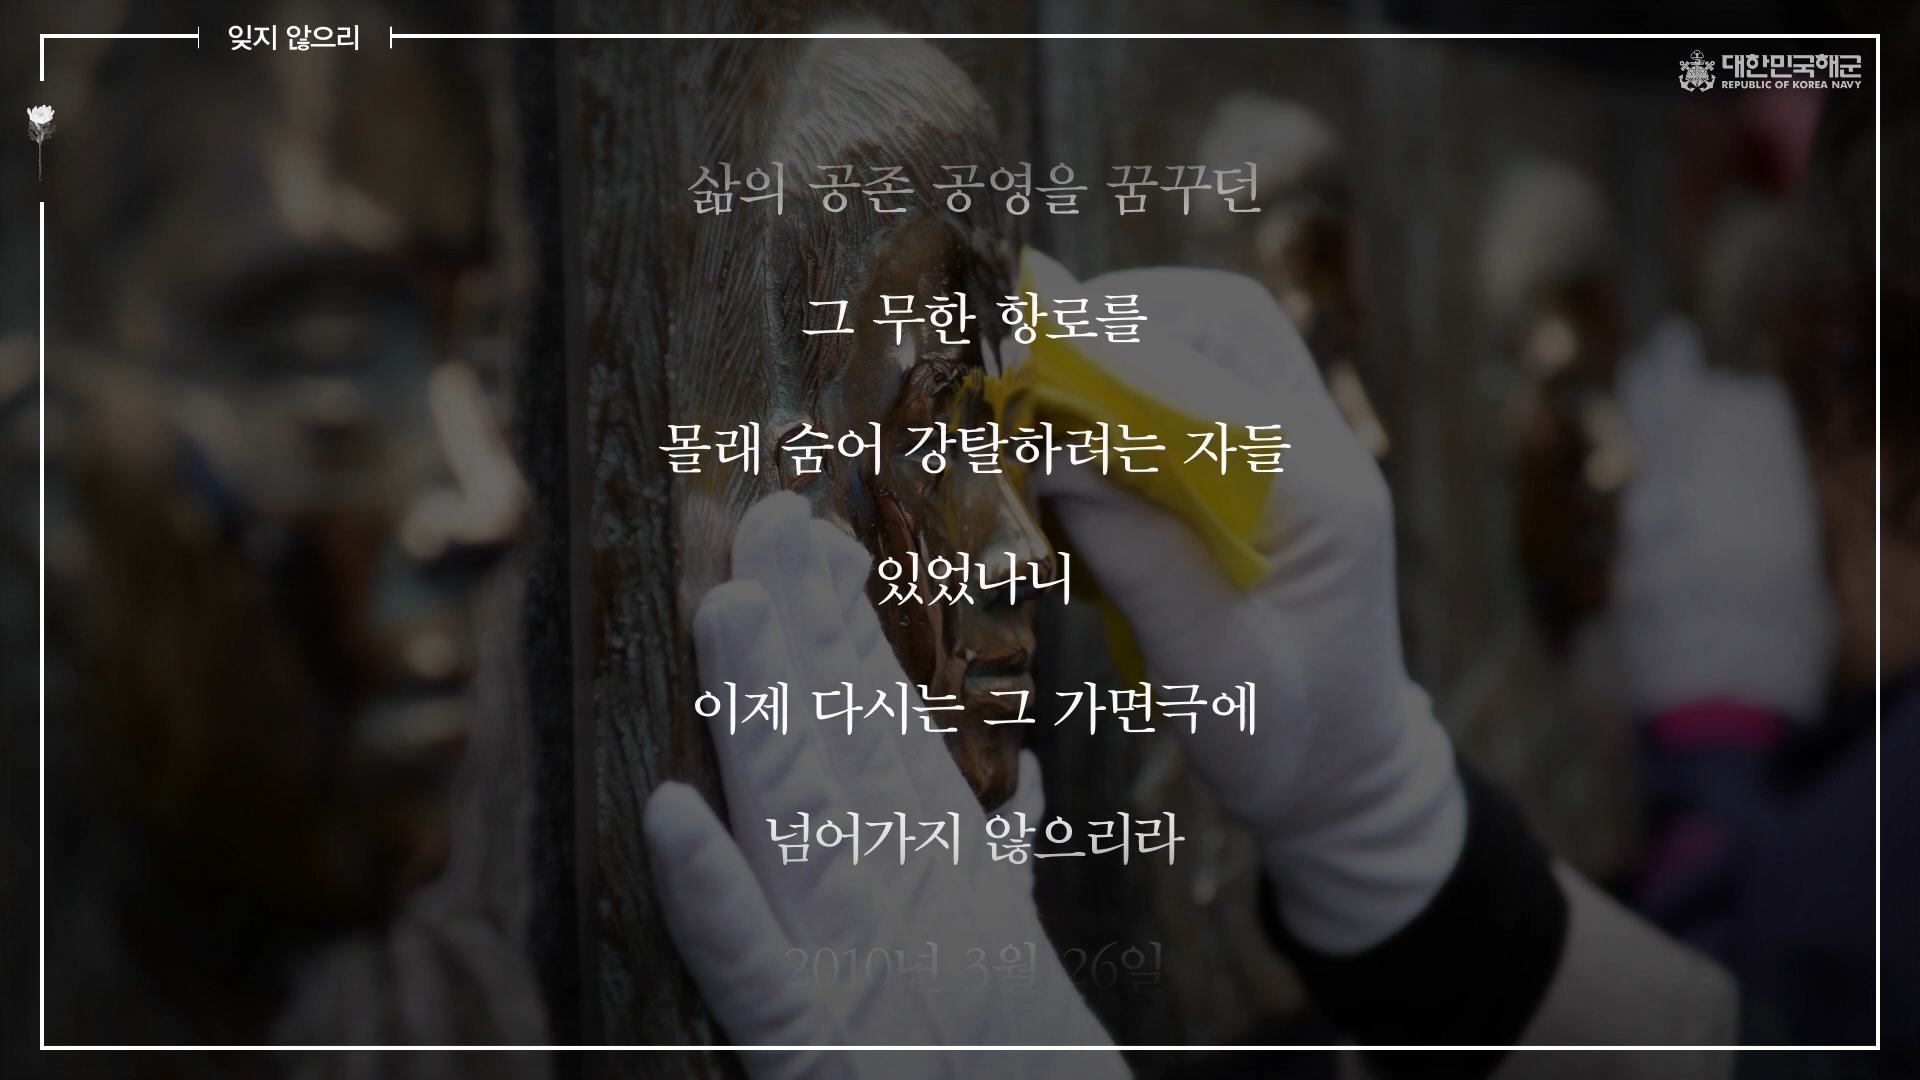 잊지 않으리
대한민국해군
REPUBLIC OF KOREA NAVY
삶의 공존 공영을 꿈꾸던
그 무한 항로를
몰래 숨어 강탈하려는 자들
있었나니
이제 다시는 그 가면극에
넘어가지 않으리라
2010년 3월 26일